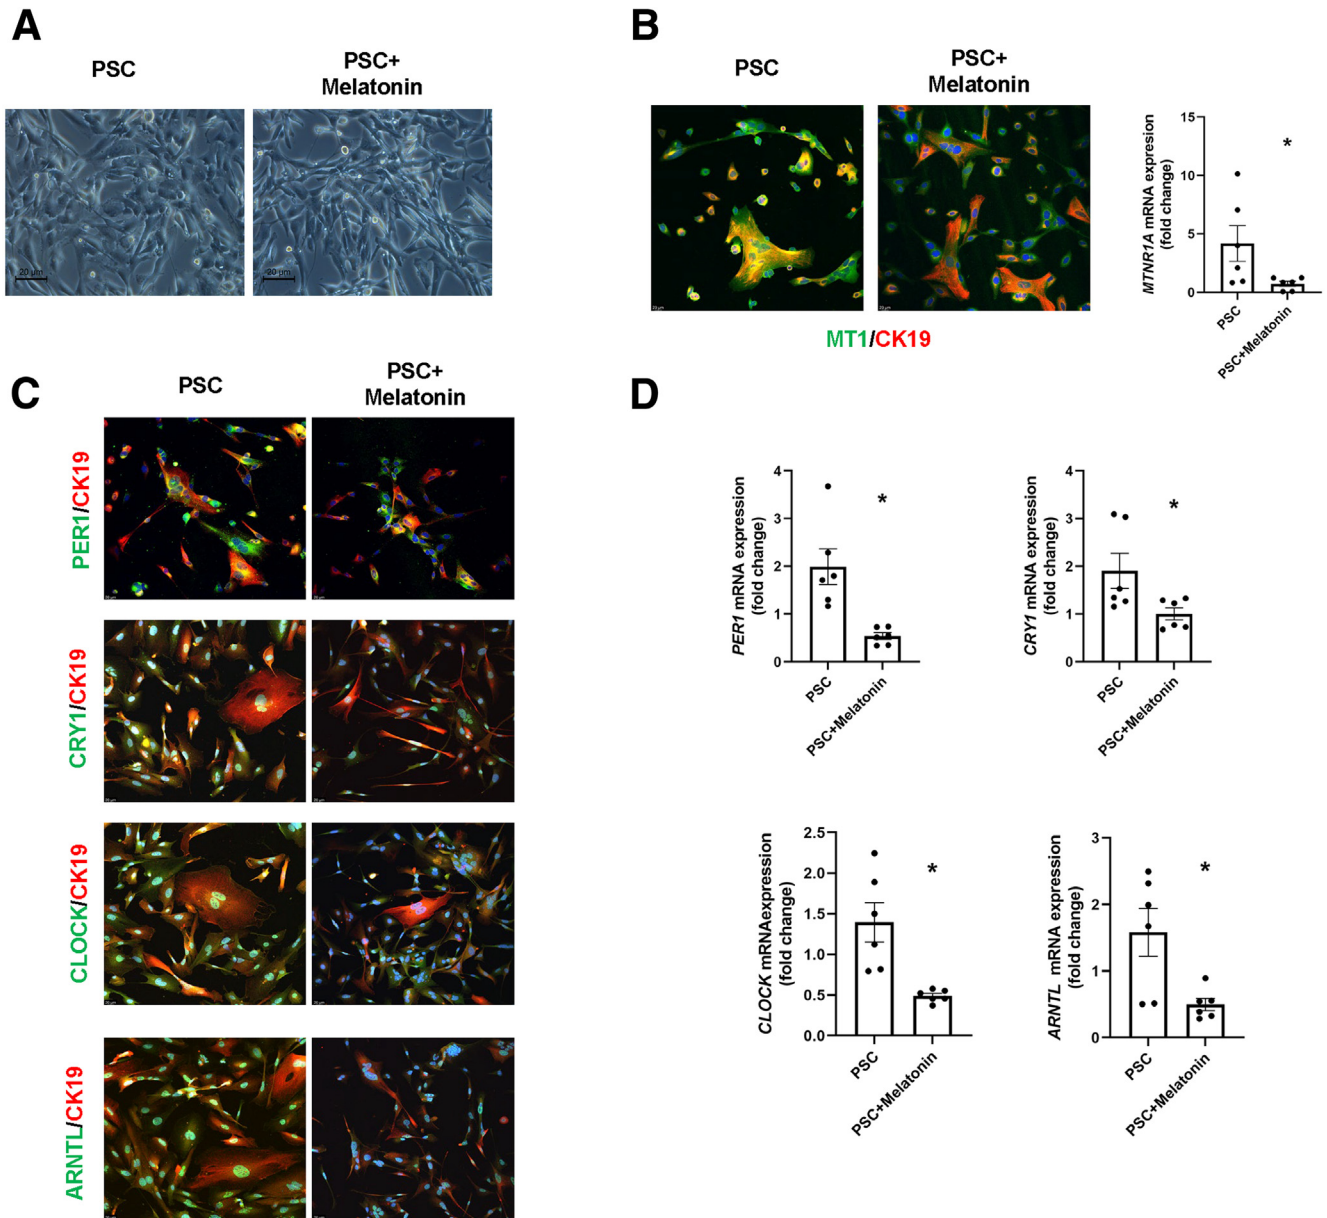 A
PSC
PSC+
Melatonin
20 µm
20 µm
B
PSC
PSC+
Melatonin
MT1/CK19
MTNR1A mRNA expresion
(fold change)
15
10
5
0
*
PSC
PSC+Melatonin
C
PSC
PSC+
Melatonin
PER1/CK19
CRY1/CK19
CLOCK/CK19
ARNTL/CK19
D
PER1 mRNA expression
(fold change)
4
3
2
1
0
*
PSC
PSC+Melatonin
CRY1 mRNA expression
(fold change)
4
3
2
1
0
*
PSC
PSC+Melatonin
CLOCK mRNAexpression
(fold change)
2.5
2.0
1.5
1.0
0.5
0.0
*
PSC
PSC+Melatonin
ARNTL mRNA expression
(fold change)
3
2
1
0
*
PSC
PSC+Melatonin